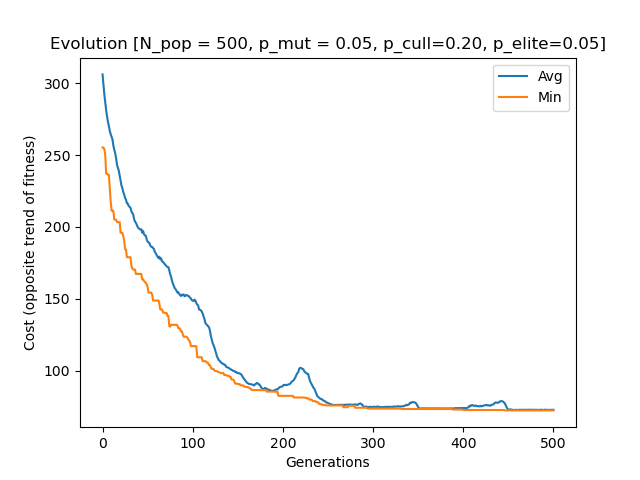 Evolution [N_pop = 500, p_mut = 0.05, p_cull=0.20, p_elite=0.05]
Avg
Min
300
250
200
150
100
Cost (opposite trend of fitness)
0 100 200 300 400 500
Generations